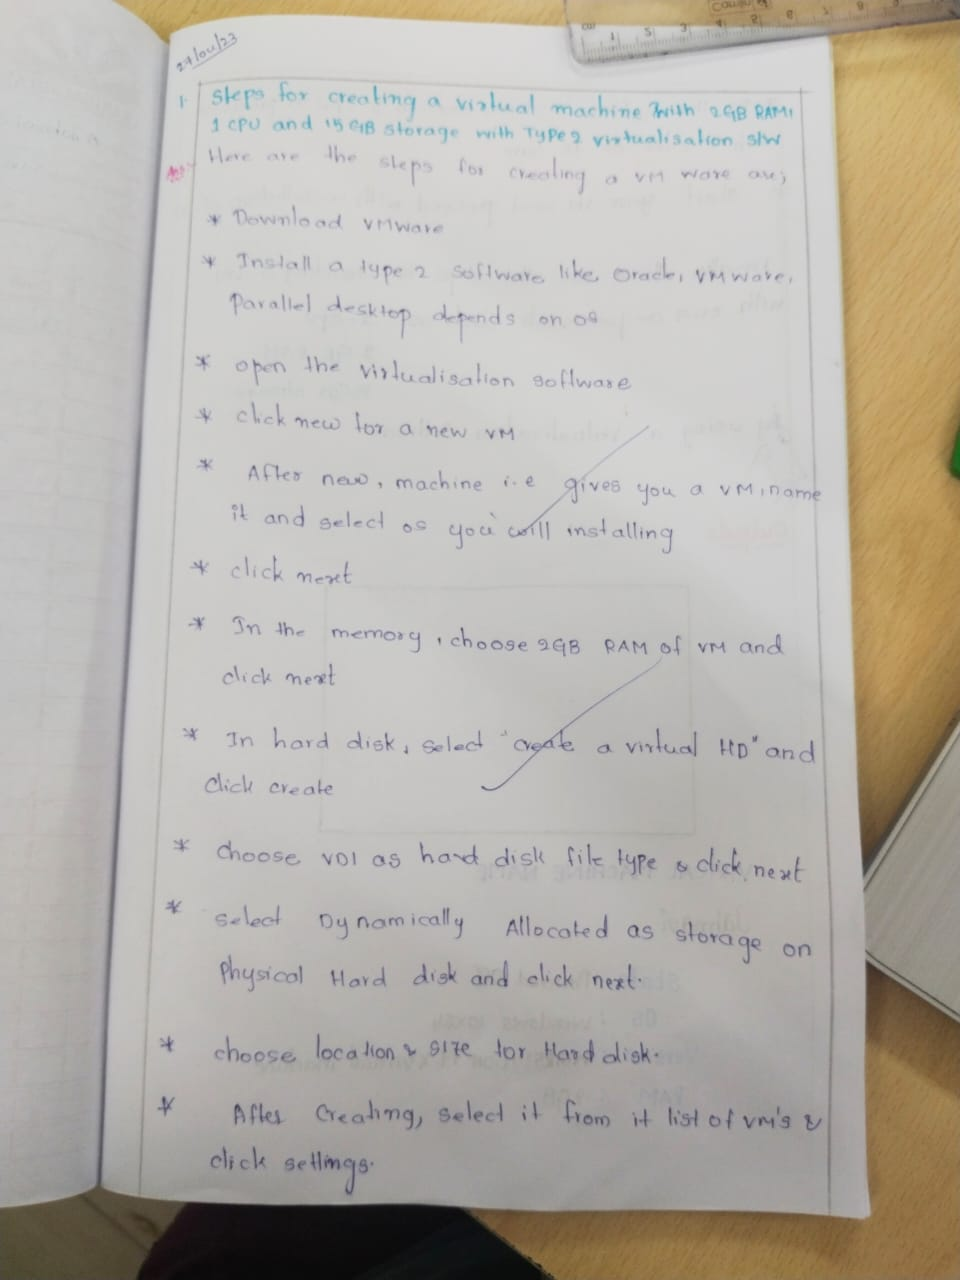 27/04/23
1. Steps for creating a virtual machine with 2GB RAM,
1 CPU and 15GB storage with Type 2 virtualisation s/w
Ans:- Here are the steps for creating a VM ware are;
* Download VMware
* Install a type 2 software like, Oracle, VMware,
Parallel desktop depends on OS
* open the virtualisation software
* click new for a new VM
* After new, machine i.e gives you a VM, name
it and select os you will installing
* click next
* In the memory, choose 2GB RAM of VM and
click next
* In hard disk, select "create a virtual HD" and
click create
* choose VDI as hard disk file type & click next
* select Dynamically Allocated as storage on
Physical Hard disk and click next.
* choose location & size for Hard disk.
* After Creating, select it from it list of VM's &
click settings.